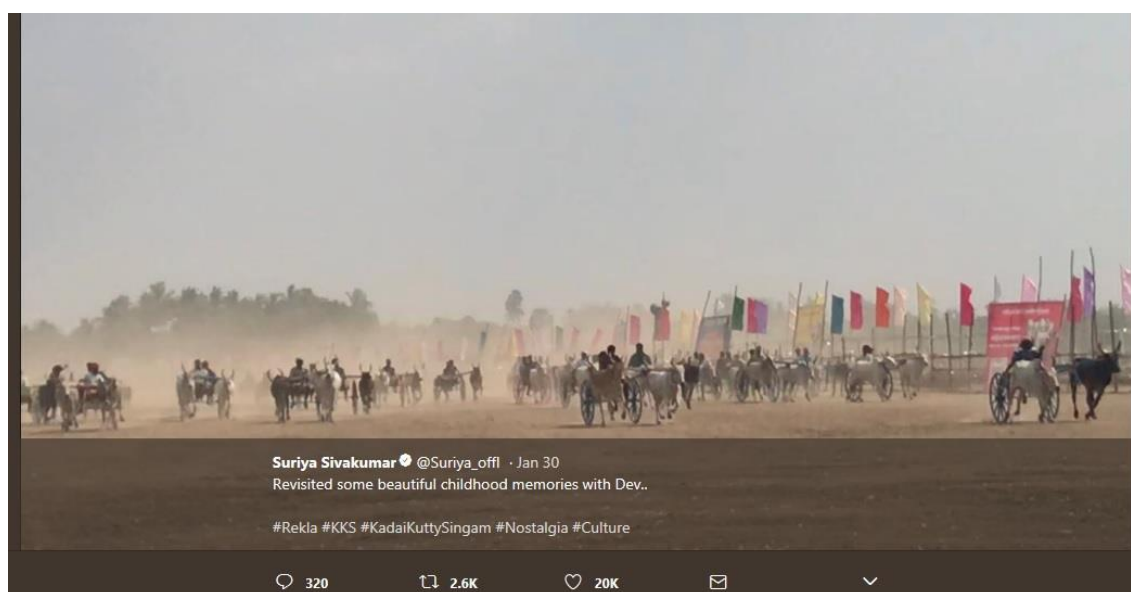 Suriya Sivakumar @Suriya_offl · Jan 30
Revisited some beautiful childhood memories with Dev..
#Rekla #KKS #KadaiKuttySingam #Nostalgia #Culture
320 2.6K 20K